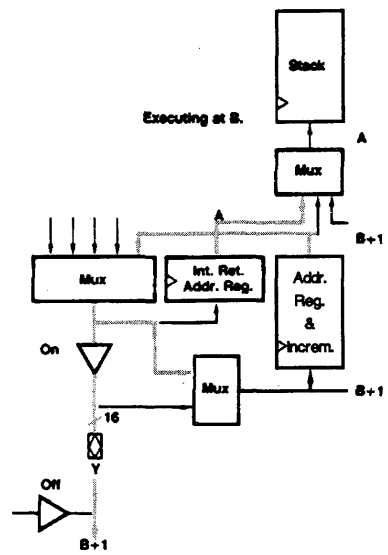 Stack
Executing at B.
A
Mux
A
B+1
Mux
Int. Ret.
Addr. Reg.
Addr.
Reg.
&
Increm.
On
Mux
B+1
16
Y
Off
B+1